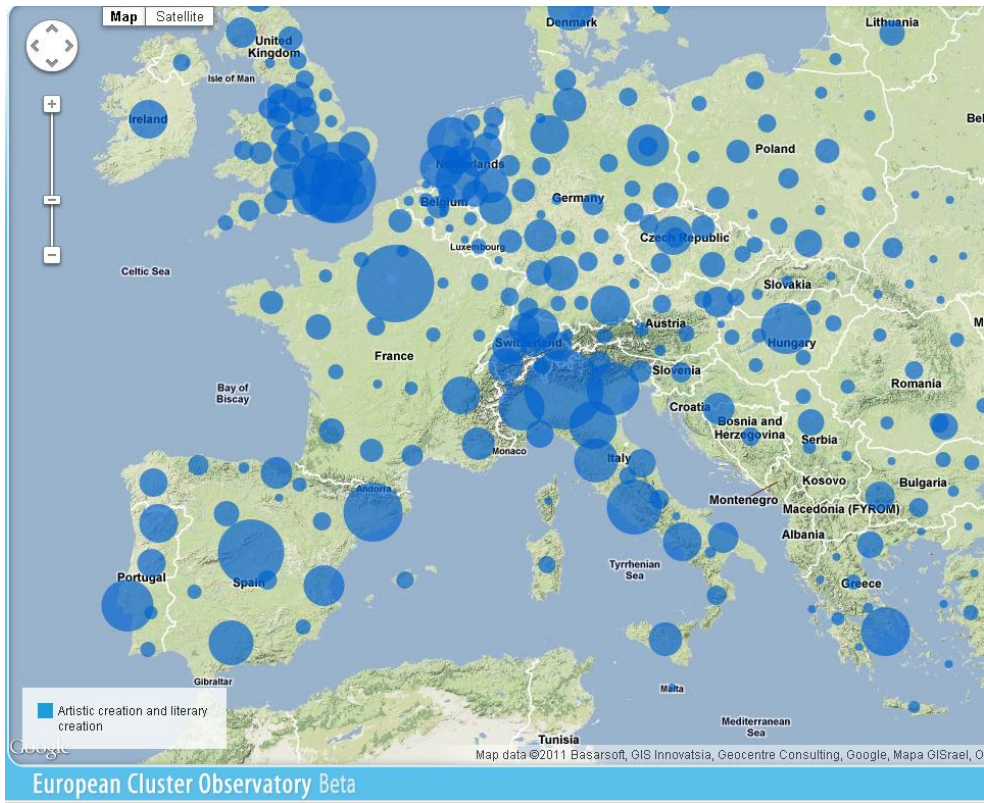 Map
Satellite
Denmark
Lithuania
United
Kingdom
Isle of Man
Ireland
Bel
Poland
Netherlands
Germany
Belgium
Czech Republic
Luxembourg
Celtic Sea
Slovakia
Austria
M
Switzerland
Hungary
France
Slovenia
Romania
Bay of
Biscay
Croatia
Bosnia and
Herzegovina
Serbia
Monaco
Italy
Kosovo
Bulgaria
Andorra
Montenegro
Macedonia (FYROM)
Albania
Tyrrhenian
Sea
Portugal
Spain
Greece
Gibraltar
Malta
Artistic creation and literary
creation
Mediterranean
Sea
Google
Tunisia
Map data ©2011 Basarsoft, GIS Innovatsia, Geocentre Consulting, Google, Mapa GISrael, O
European Cluster Observatory Beta